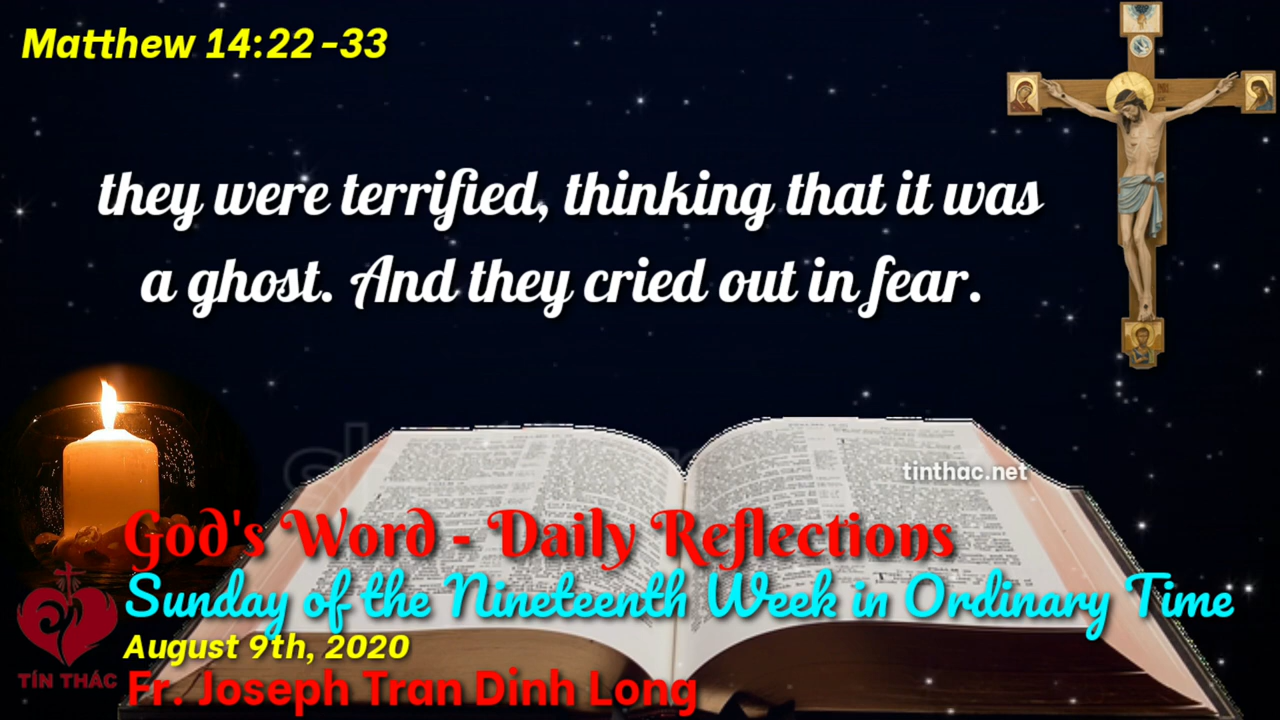 Matthew 14:22-33
they were terrified, thinking that it was
a ghost. And they cried out in fear.
tinthac.net
God's Word - Daily Reflections
Sunday of the Nineteenth Week in Ordinary Time
August 9th, 2020
TÍN THÁC
Fr. Joseph Tran Dinh Long